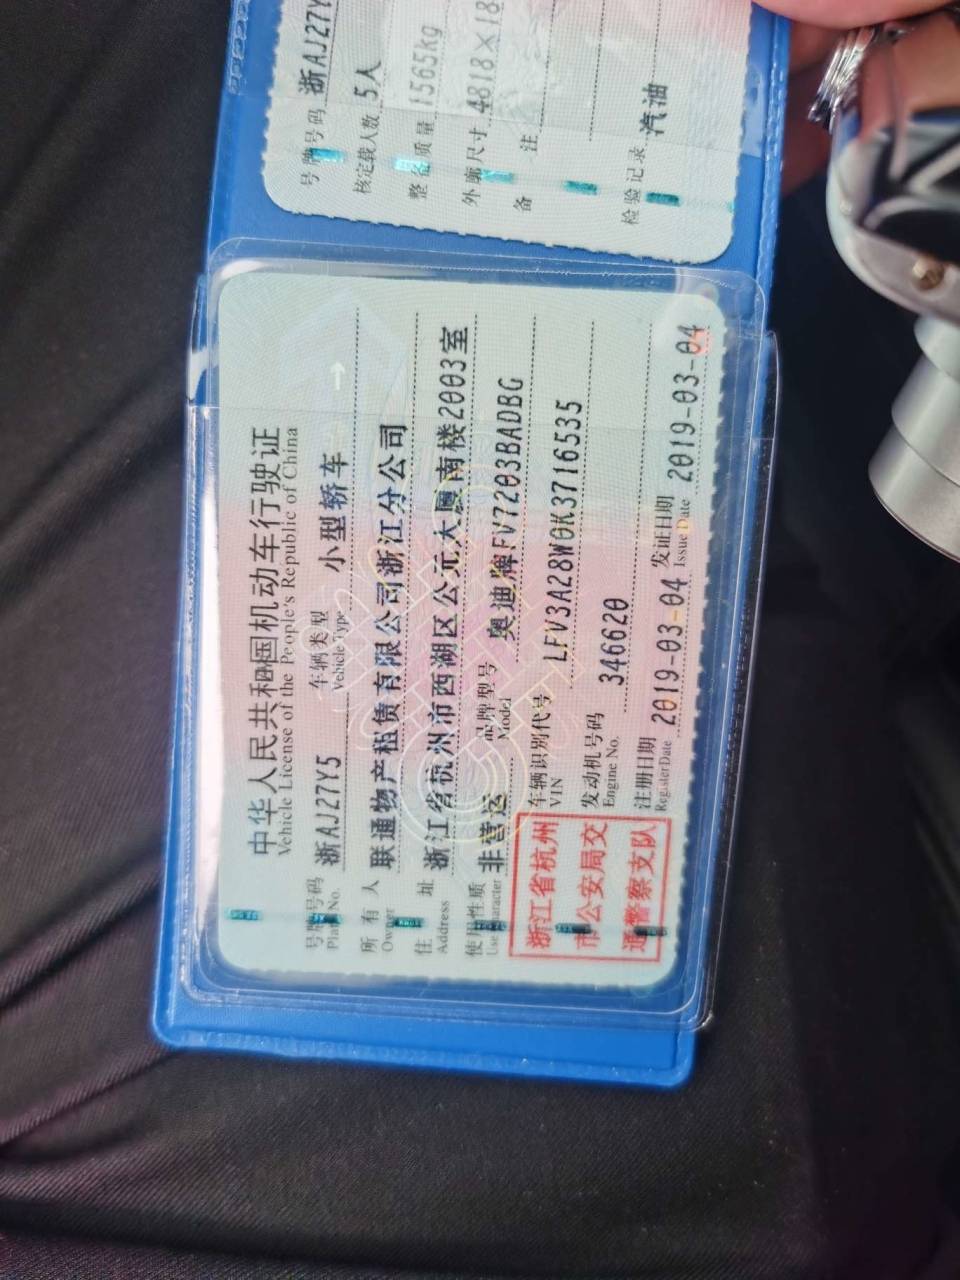 中华人民共和国机动车行驶证
Vehicle License of the People's Republic of China
号牌号码 浙AJ27Y5 车辆类型 小型轿车
Plate No. Vehicle Type
所有人 联通物产租赁有限公司浙江分公司
Owner
住址 浙江省杭州市西湖区公元大厦南楼2003室
Address
使用性质 非营运 品牌型号 奥迪牌FV7203BADBG
Use Character Model
浙江省杭州
市公安局交
通警察支队
车辆识别代号 LFV3A28W0K3716535
VIN
发动机号码 346620
Engine No.
注册日期 2019-03-04 发证日期 2019-03-04
Register Date Issue Date
号牌号码 浙AJ27Y
核定载人数 5人
整备质量 1565kg
外廓尺寸 4818×18
备注
检验记录 汽油